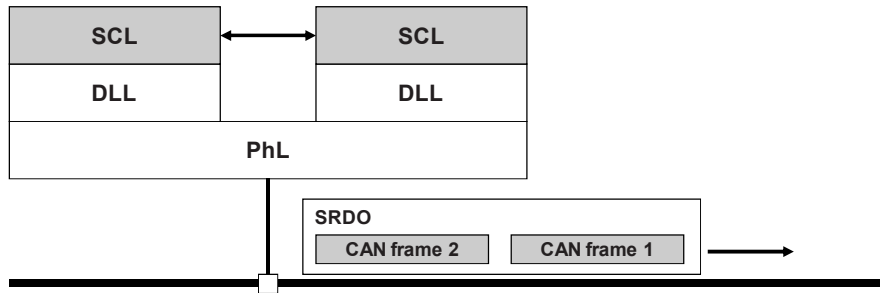 SCL SCL
DLL DLL
PhL
SRDO
CAN frame 2 CAN frame 1